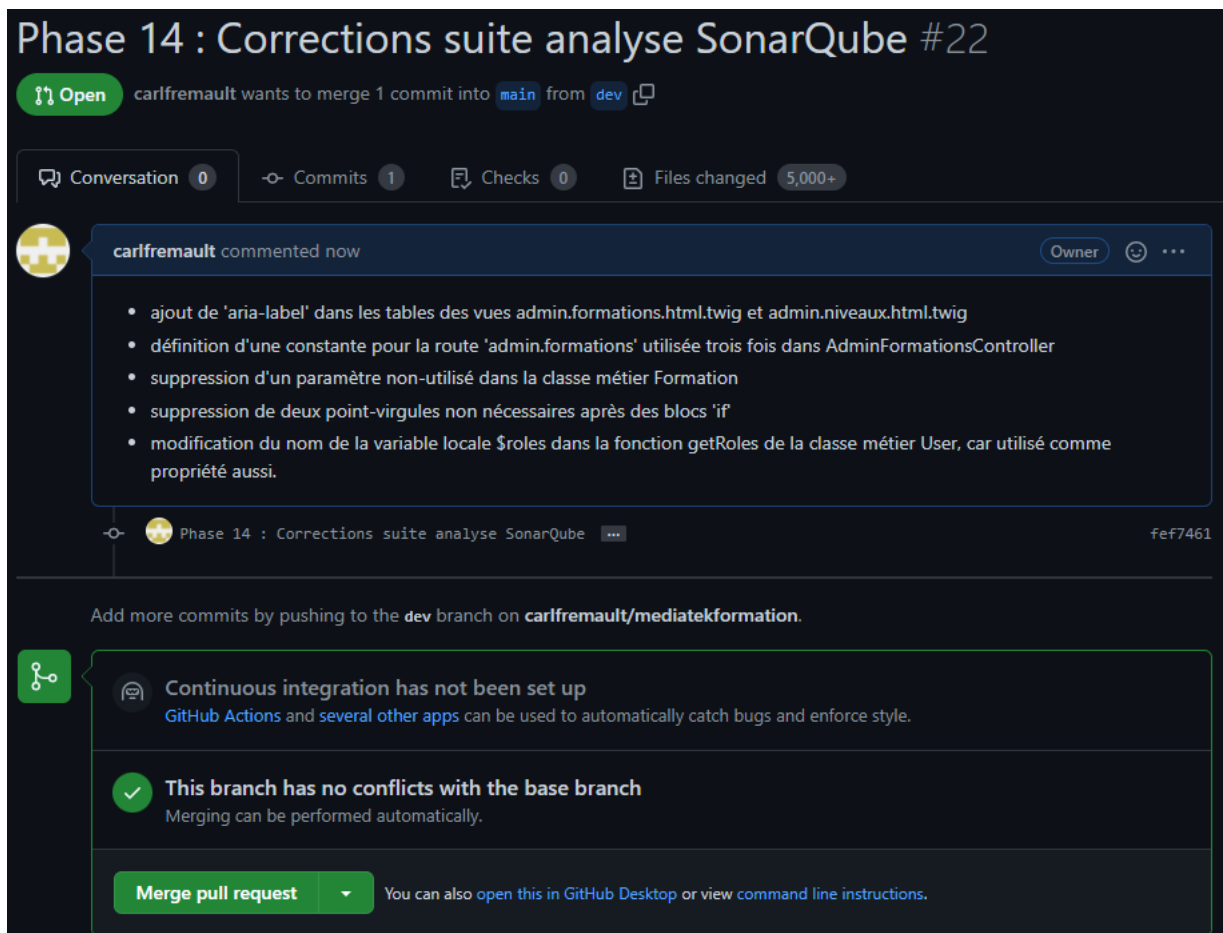 Phase 14 : Corrections suite analyse SonarQube #22
Open carlfremault wants to merge 1 commit into main from dev
Conversation 0 Commits 1 Checks 0 Files changed 5,000+
carlfremault commented now Owner
• ajout de 'aria-label' dans les tables des vues admin.formations.html.twig et admin.niveaux.html.twig
• définition d'une constante pour la route 'admin.formations' utilisée trois fois dans AdminFormationsController
• suppression d'un paramètre non-utilisé dans la classe métier Formation
• suppression de deux point-virgules non nécessaires après des blocs 'if'
• modification du nom de la variable locale $roles dans la fonction getRoles de la classe métier User, car utilisé comme
propriété aussi.
Phase 14 : Corrections suite analyse SonarQube ... fef7461
Add more commits by pushing to the dev branch on carlfremault/mediatekformation.
Continuous integration has not been set up
GitHub Actions and several other apps can be used to automatically catch bugs and enforce style.
This branch has no conflicts with the base branch
Merging can be performed automatically.
Merge pull request You can also open this in GitHub Desktop or view command line instructions.